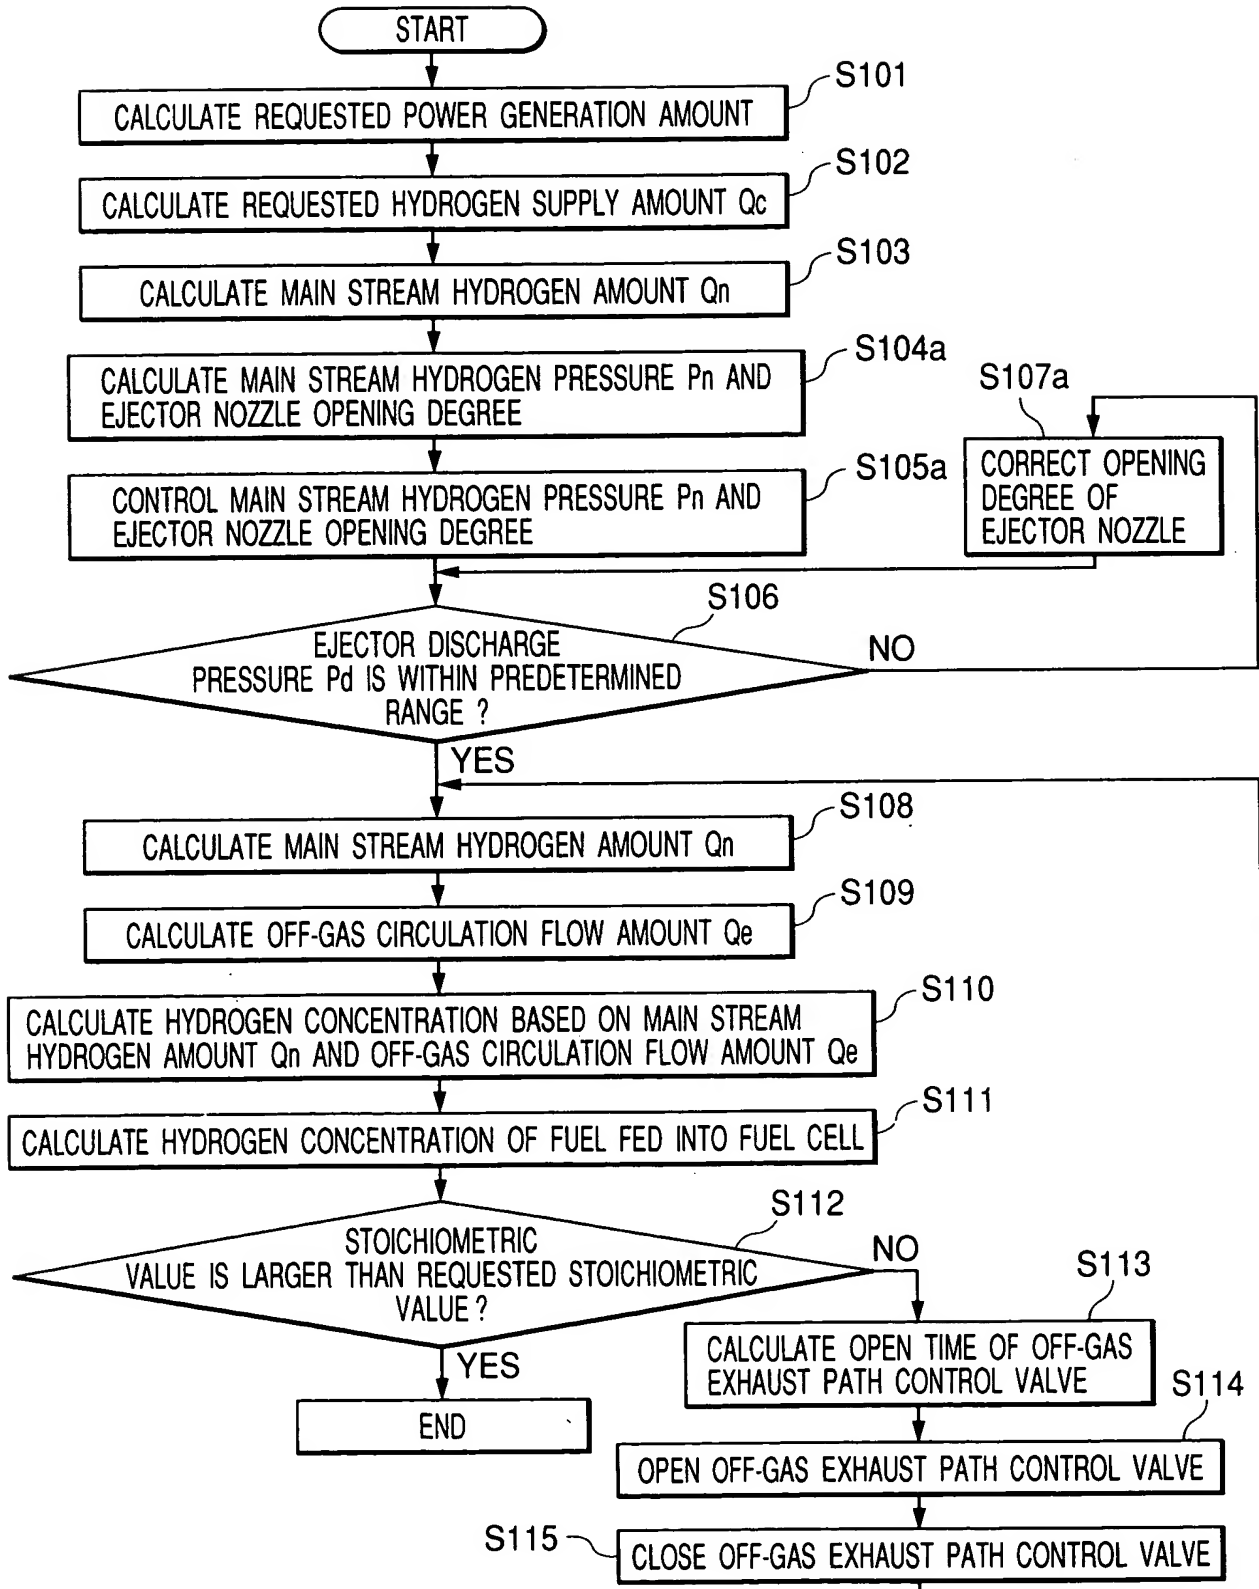 START
S101
CALCULATE REQUESTED POWER GENERATION AMOUNT
S102
CALCULATE REQUESTED HYDROGEN SUPPLY AMOUNT Qc
S103
CALCULATE MAIN STREAM HYDROGEN AMOUNT Qn
S104a
CALCULATE MAIN STREAM HYDROGEN PRESSURE Pn AND
EJECTOR NOZZLE OPENING DEGREE
S107a
CORRECT OPENING
DEGREE OF
EJECTOR NOZZLE
S105a
CONTROL MAIN STREAM HYDROGEN PRESSURE Pn AND
EJECTOR NOZZLE OPENING DEGREE
S106
EJECTOR DISCHARGE
PRESSURE Pd IS WITHIN PREDETERMINED
RANGE ?
NO
YES
S108
CALCULATE MAIN STREAM HYDROGEN AMOUNT Qn
S109
CALCULATE OFF-GAS CIRCULATION FLOW AMOUNT Qe
S110
CALCULATE HYDROGEN CONCENTRATION BASED ON MAIN STREAM
HYDROGEN AMOUNT Qn AND OFF-GAS CIRCULATION FLOW AMOUNT Qe
S111
CALCULATE HYDROGEN CONCENTRATION OF FUEL FED INTO FUEL CELL
S112
STOICHIOMETRIC
VALUE IS LARGER THAN REQUESTED STOICHIOMETRIC
VALUE ?
NO
YES
END
S113
CALCULATE OPEN TIME OF OFF-GAS
EXHAUST PATH CONTROL VALVE
S114
OPEN OFF-GAS EXHAUST PATH CONTROL VALVE
S115
CLOSE OFF-GAS EXHAUST PATH CONTROL VALVE